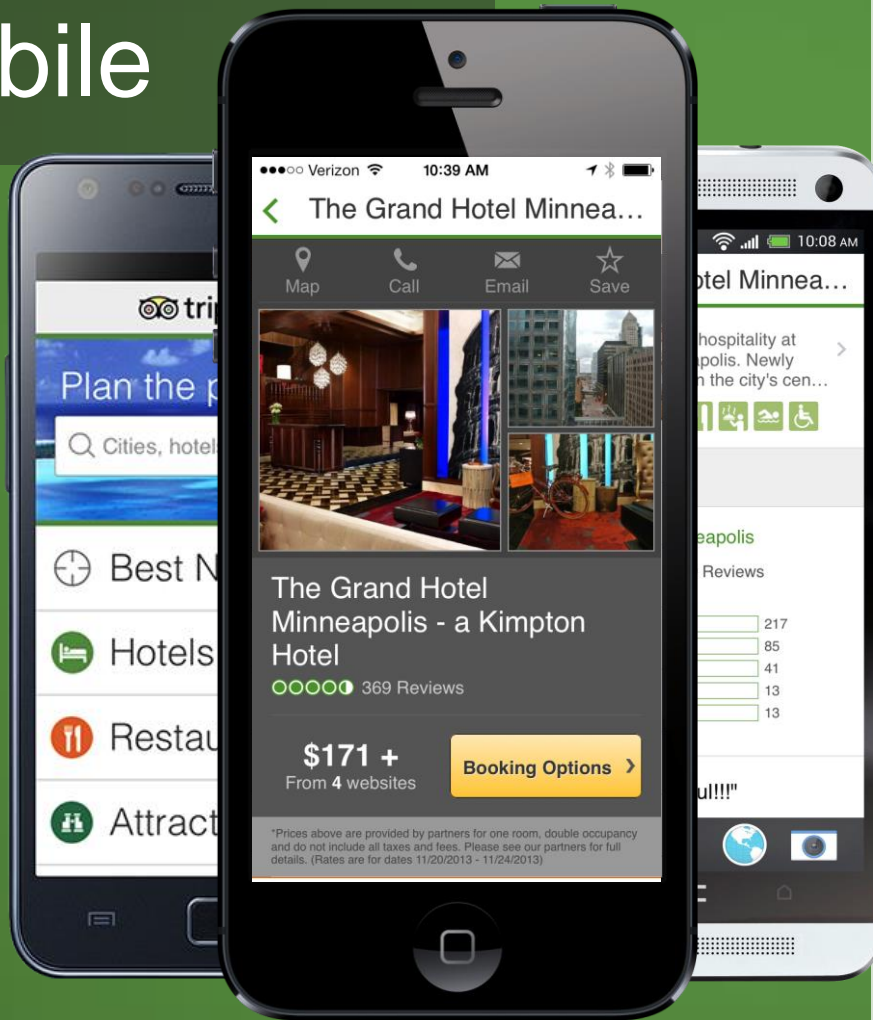 bile
●●●○○ Verizon 10:39 AM
The Grand Hotel Minnea...
Map Call Email Save
The Grand Hotel
Minneapolis - a Kimpton
Hotel
369 Reviews
$171 +
From 4 websites
Booking Options
*Prices above are provided by partners for one room, double occupancy
and do not include all taxes and fees. Please see our partners for full
details. (Rates are for dates 11/20/2013 - 11/24/2013)
tri
Plan the p
Cities, hotel
Best N
Hotels
Restau
Attract
10:08 AM
otel Minnea...
hospitality at
apolis. Newly
n the city's cen...
eapolis
Reviews
217
85
41
13
13
ul!!!"